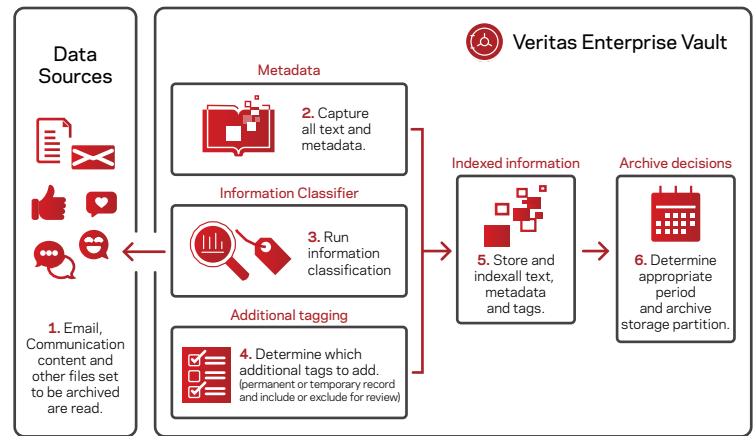 Data
Sources
1. Email,
Communication
content and
other files set
to be archived
are read.
Veritas Enterprise Vault
Metadata
2. Capture
all text and
metadata.
Information Classifier
3. Run
information
classification
Additional tagging
4. Determine which
additional tags to add.
(permanent or temporary record
and include or exclude for review)
Indexed information
5. Store and
indexall text,
metadata
and tags.
Archive decisions
6. Determine
appropriate
period
and archive
storage partition.